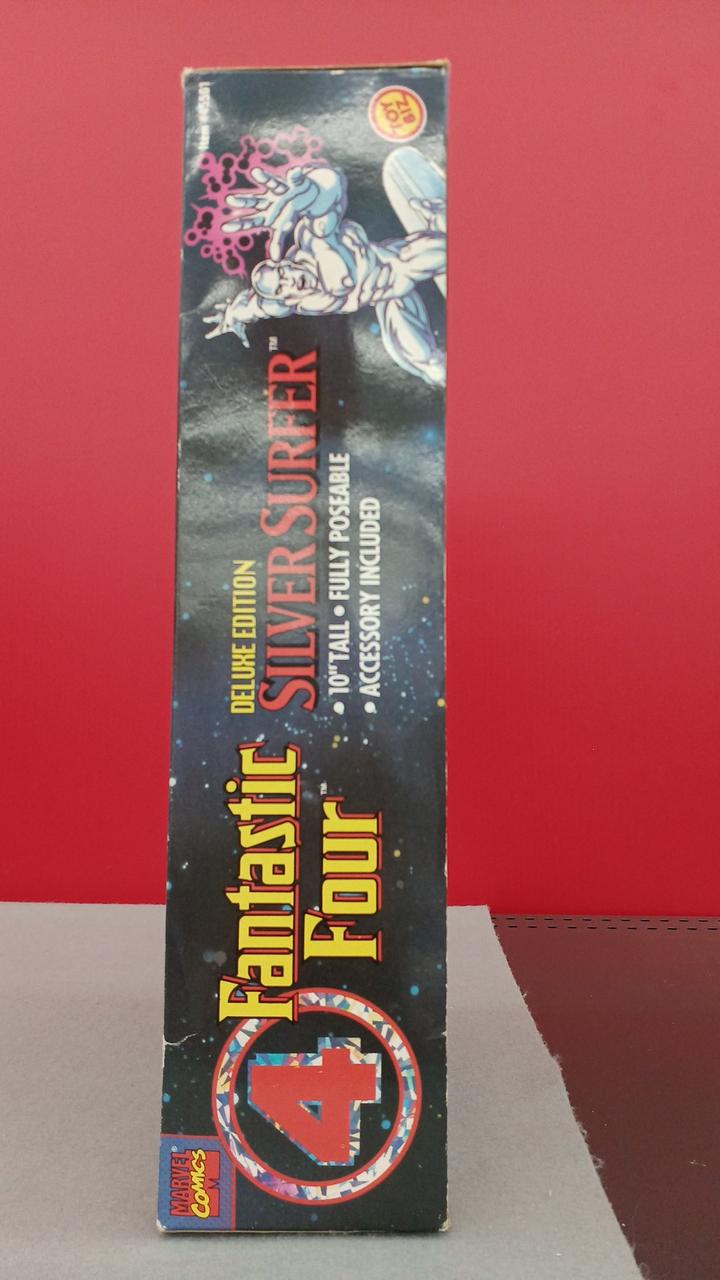 MARVEL®
COMICS
4
Fantastic
Four™
DELUXE EDITION
SILVER SURFER™
• 10" TALL • FULLY POSEABLE
• ACCESSORY INCLUDED
TOY
BIZ